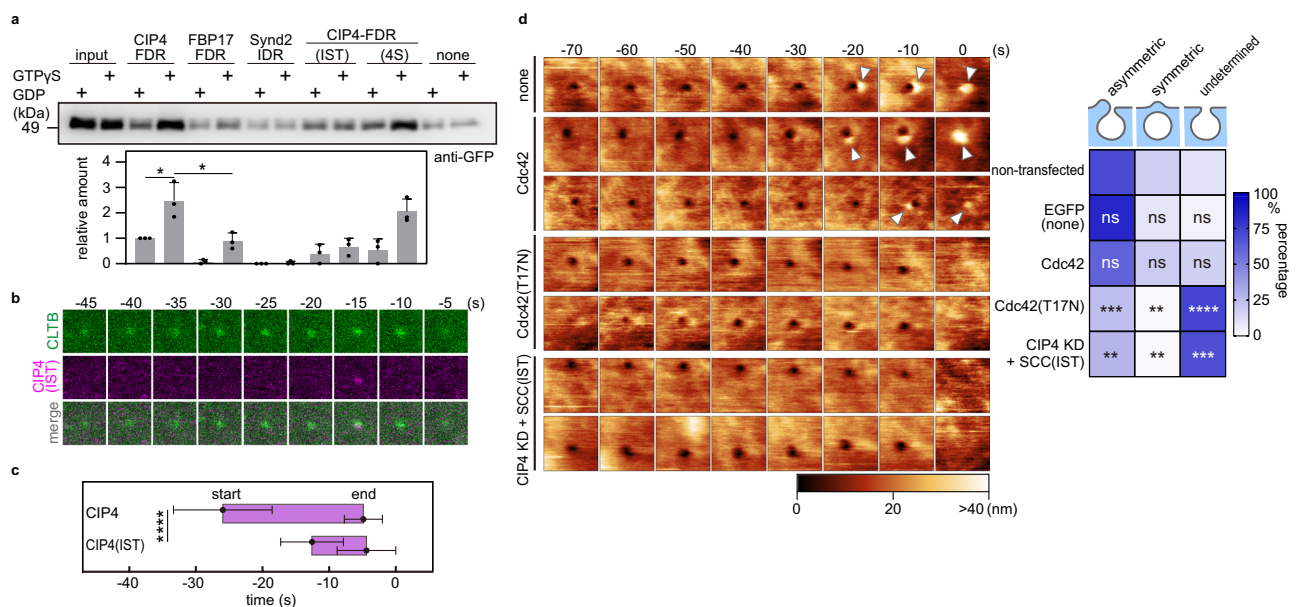 a
CIP4 FBP17 Synd2 CIP4-FDR
input FDR FDR IDR (IST) (4S) none
GTPγS + + + + + + +
GDP + + + + + + +
(kDa)
49
anti-GFP
relative amount
4
3
2
1
0
* *
b
-45 -40 -35 -30 -25 -20 -15 -10 -5 (s)
CLTB
CIP4
(IST)
merge
c
start end
CIP4
****
CIP4(IST)
-40 -30 -20 -10 0
time (s)
d
-70 -60 -50 -40 -30 -20 -10 0 (s)
none
Cdc42
Cdc42(T17N)
CIP4 KD + SCC(IST)
0 20 >40 (nm)
asymmetric
symmetric
undetermined
non-transfected
EGFP
(none)
ns ns ns
Cdc42 ns ns ns
Cdc42(T17N) *** ** ****
CIP4 KD
+ SCC(IST)
** ** ***
100
%
75
50
25
0
percentage